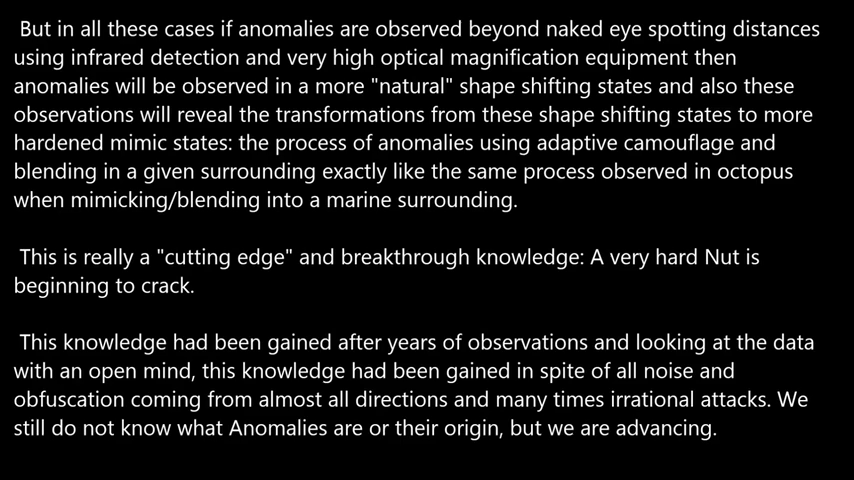 But in all these cases if anomalies are observed beyond naked eye spotting distances
using infrared detection and very high optical magnification equipment then
anomalies will be observed in a more "natural" shape shifting states and also these
observations will reveal the transformations from these shape shifting states to more
hardened mimic states: the process of anomalies using adaptive camouflage and
blending in a given surrounding exactly like the same process observed in octopus
when mimicking/blending into a marine surrounding.
This is really a "cutting edge" and breakthrough knowledge: A very hard Nut is
beginning to crack.
This knowledge had been gained after years of observations and looking at the data
with an open mind, this knowledge had been gained in spite of all noise and
obfuscation coming from almost all directions and many times irrational attacks. We
still do not know what Anomalies are or their origin, but we are advancing.